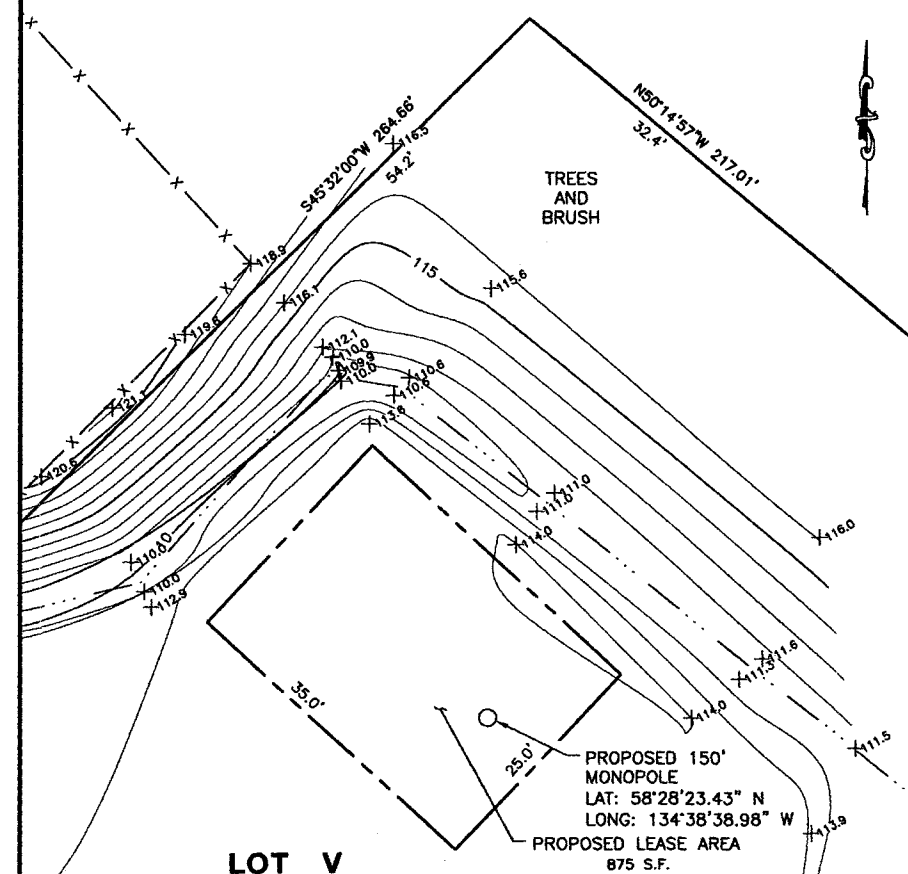 S45°32'00"W 264.66'
116.5
54.2'
N50°14'57"W 217.01'
32.4'
TREES
AND
BRUSH
118.9
115
115.6
116.1
119.6
112.1
110.0
109.9
110.0
110.6
110.6
121.1
113.6
120.6
111.0
111.0
114.0
116.0
110.0
110.0
112.9
111.6
111.3
35.0'
114.0
111.5
25.0'
PROPOSED 150'
MONOPOLE
LAT: 58°28'23.43" N
LONG: 134°38'38.98" W
113.9
PROPOSED LEASE AREA
875 S.F.
LOT V